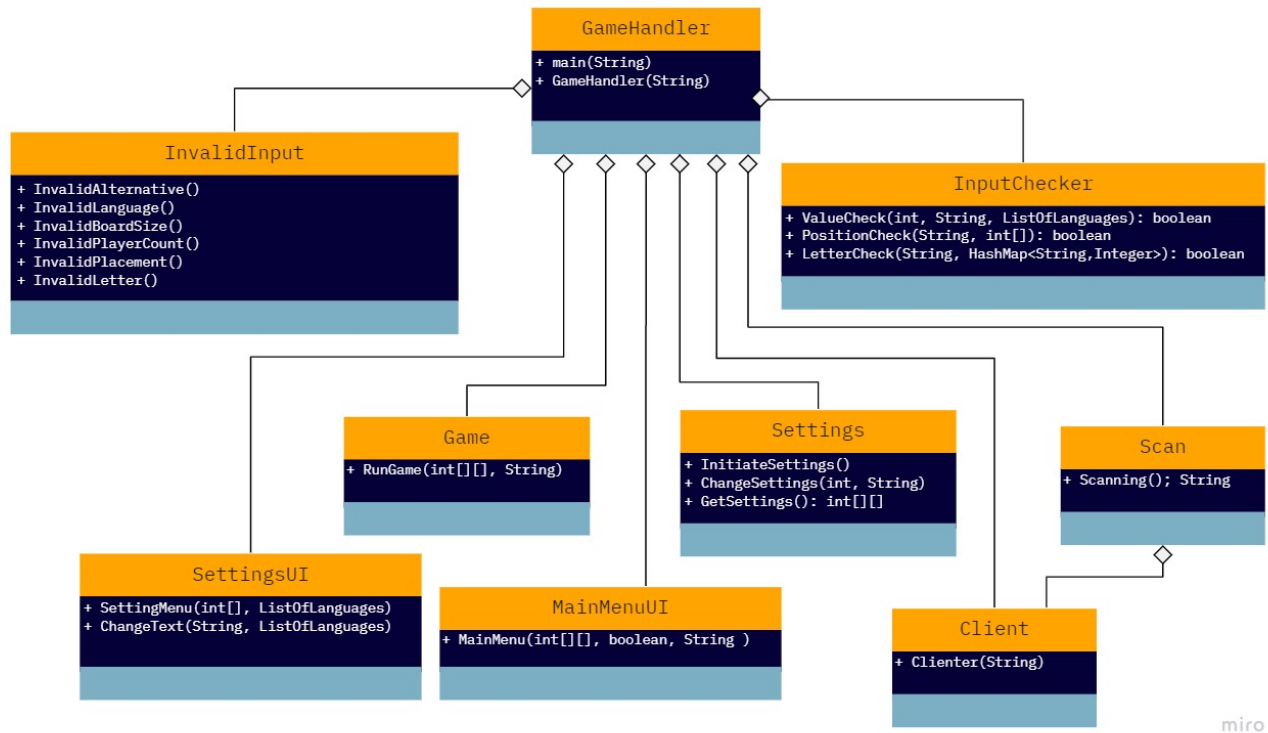 GameHandler
+ main(String)
+ GameHandler(String)
InvalidInput
+ InvalidAlternative()
+ InvalidLanguage()
+ InvalidBoardSize()
+ InvalidPlayerCount()
+ InvalidPlacement()
+ InvalidLetter()
InputChecker
+ ValueCheck(int, String, ListOfLanguages): boolean
+ PositionCheck(String, int[]): boolean
+ LetterCheck(String, HashMap<String,Integer>): boolean
Game
+ RunGame(int[][], String)
Settings
+ InitiateSettings()
+ ChangeSettings(int, String)
+ GetSettings(): int[][]
Scan
+ Scanning(); String
SettingsUI
+ SettingMenu(int[], ListOfLanguages)
+ ChangeText(String, ListOfLanguages)
MainMenuUI
+ MainMenu(int[][], boolean, String )
Client
+ Clienter(String)
miro